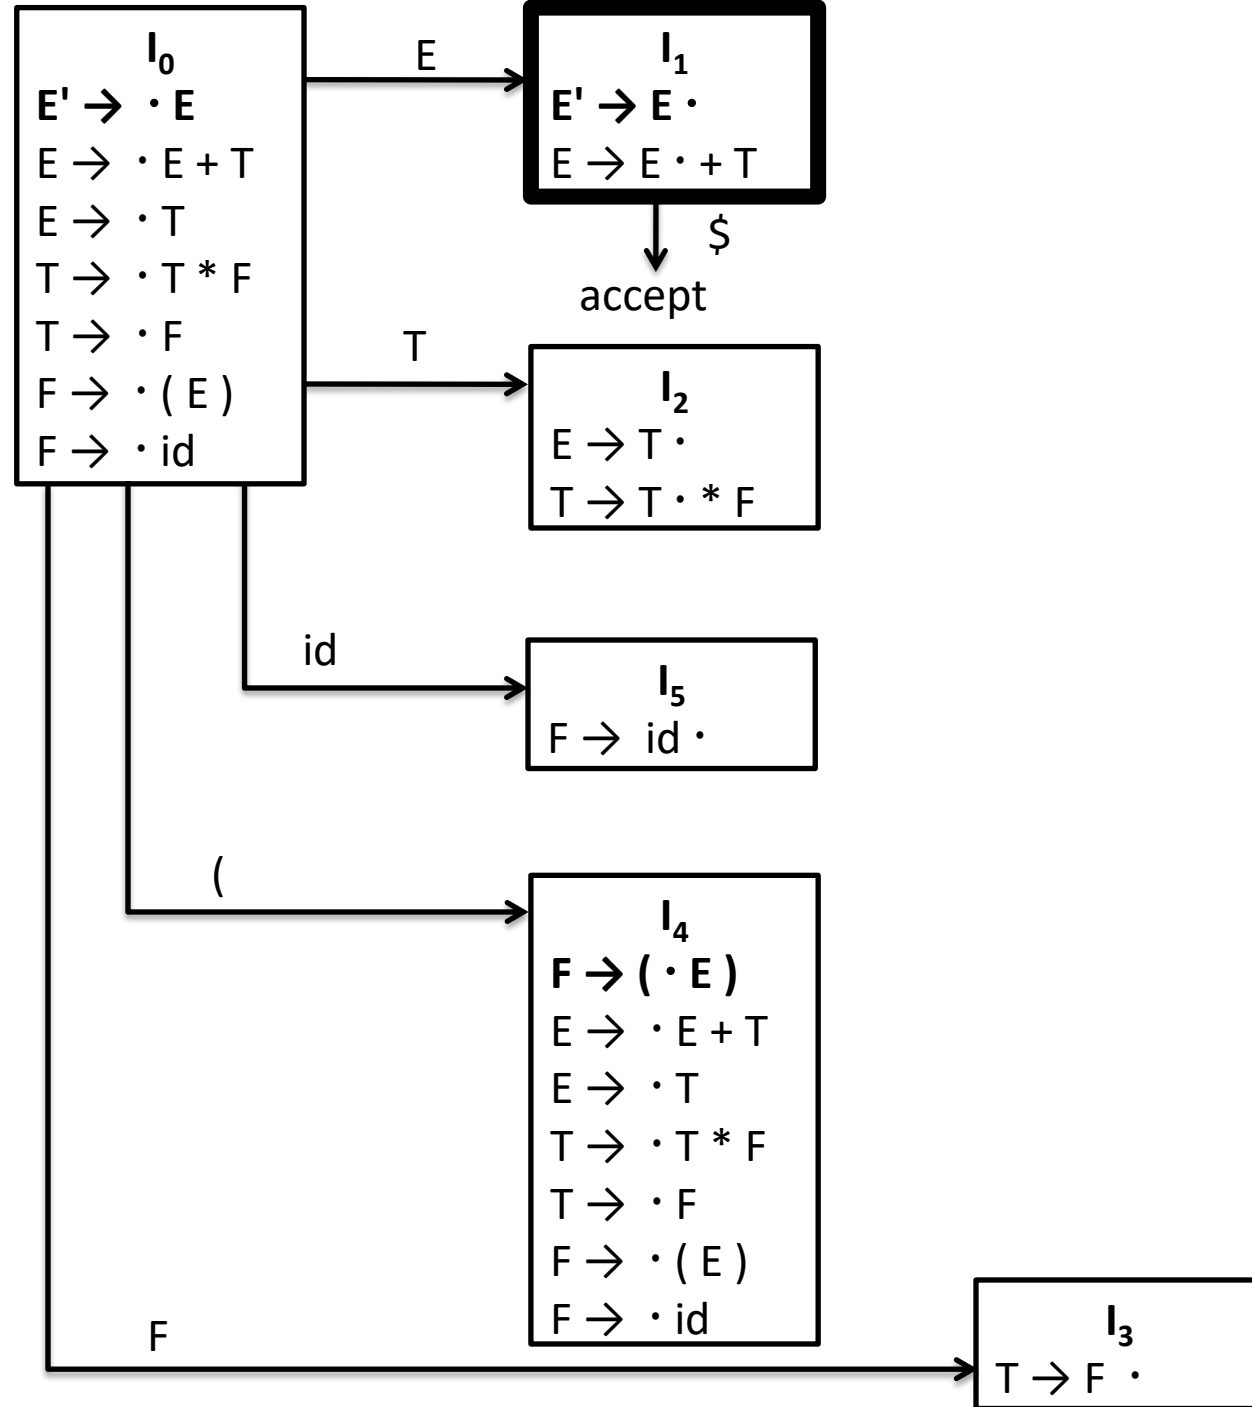 I₀
E' → · E
E → · E + T
E → · T
T → · T * F
T → · F
F → · ( E )
F → · id
E
I₁
E' → E ·
E → E · + T
$
accept
T
I₂
E → T ·
T → T · * F
id
I₅
F → id ·
(
I₄
F → ( · E )
E → · E + T
E → · T
T → · T * F
T → · F
F → · ( E )
F → · id
F
I₃
T → F ·